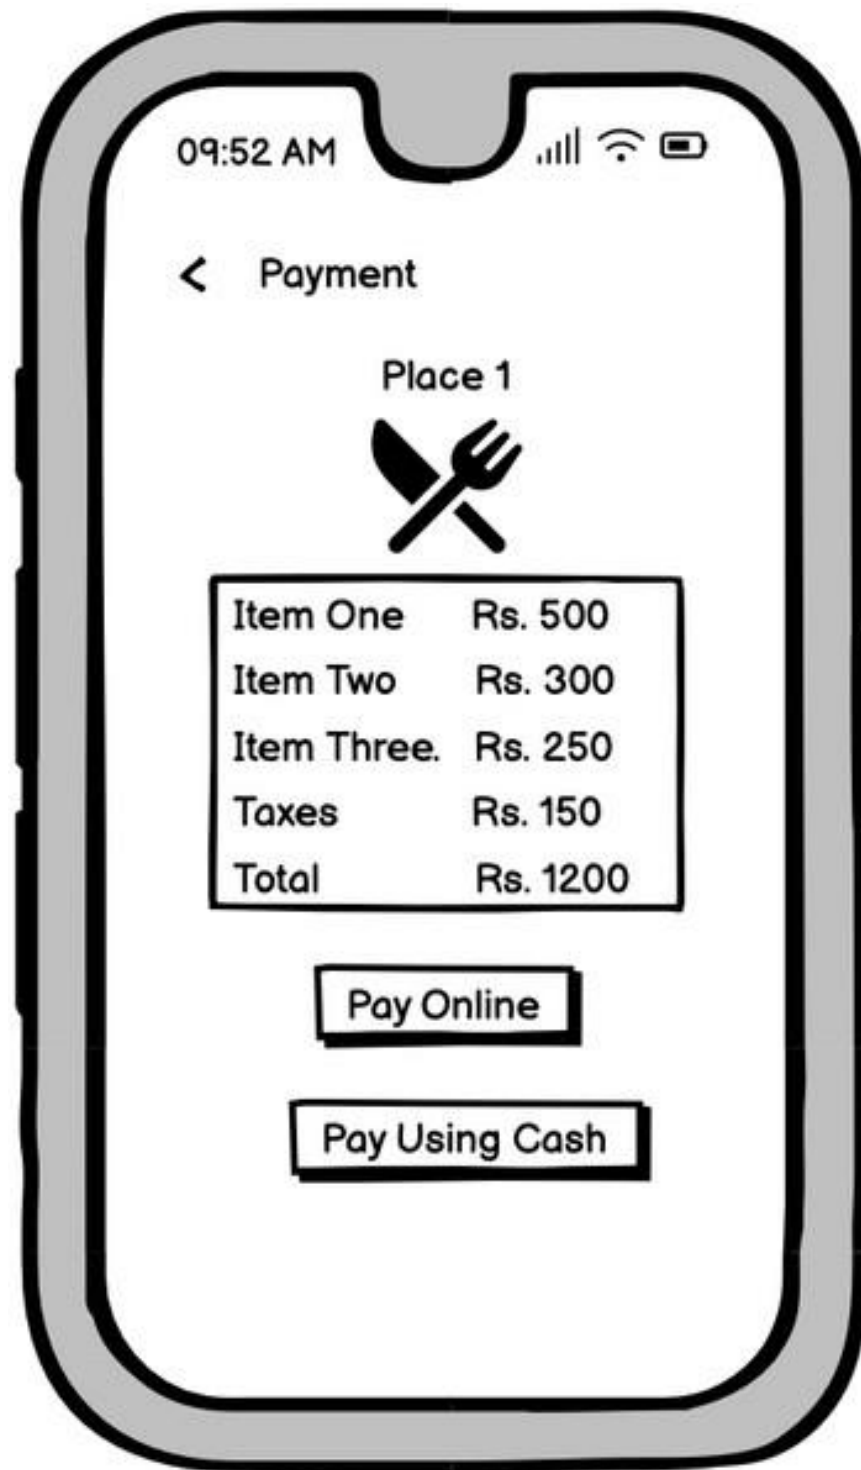 09:52 AM
< Payment
Place 1
Item One Rs. 500
Item Two Rs. 300
Item Three. Rs. 250
Taxes Rs. 150
Total Rs. 1200
Pay Online
Pay Using Cash